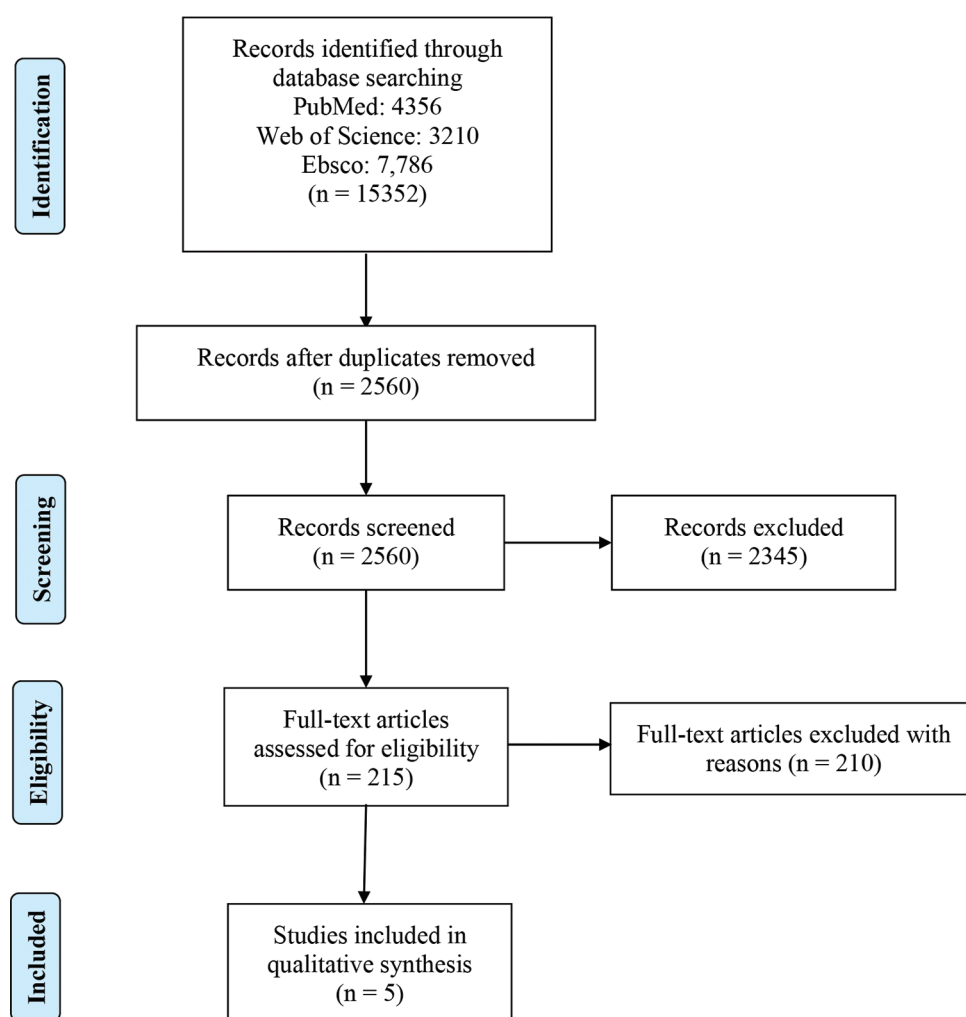 Identification
Records identified through
database searching
PubMed: 4356
Web of Science: 3210
Ebsco: 7,786
(n = 15352)
Records after duplicates removed
(n = 2560)
Screening
Records screened
(n = 2560)
Records excluded
(n = 2345)
Eligibility
Full-text articles
assessed for eligibility
(n = 215)
Full-text articles excluded with
reasons (n = 210)
Included
Studies included in
qualitative synthesis
(n = 5)